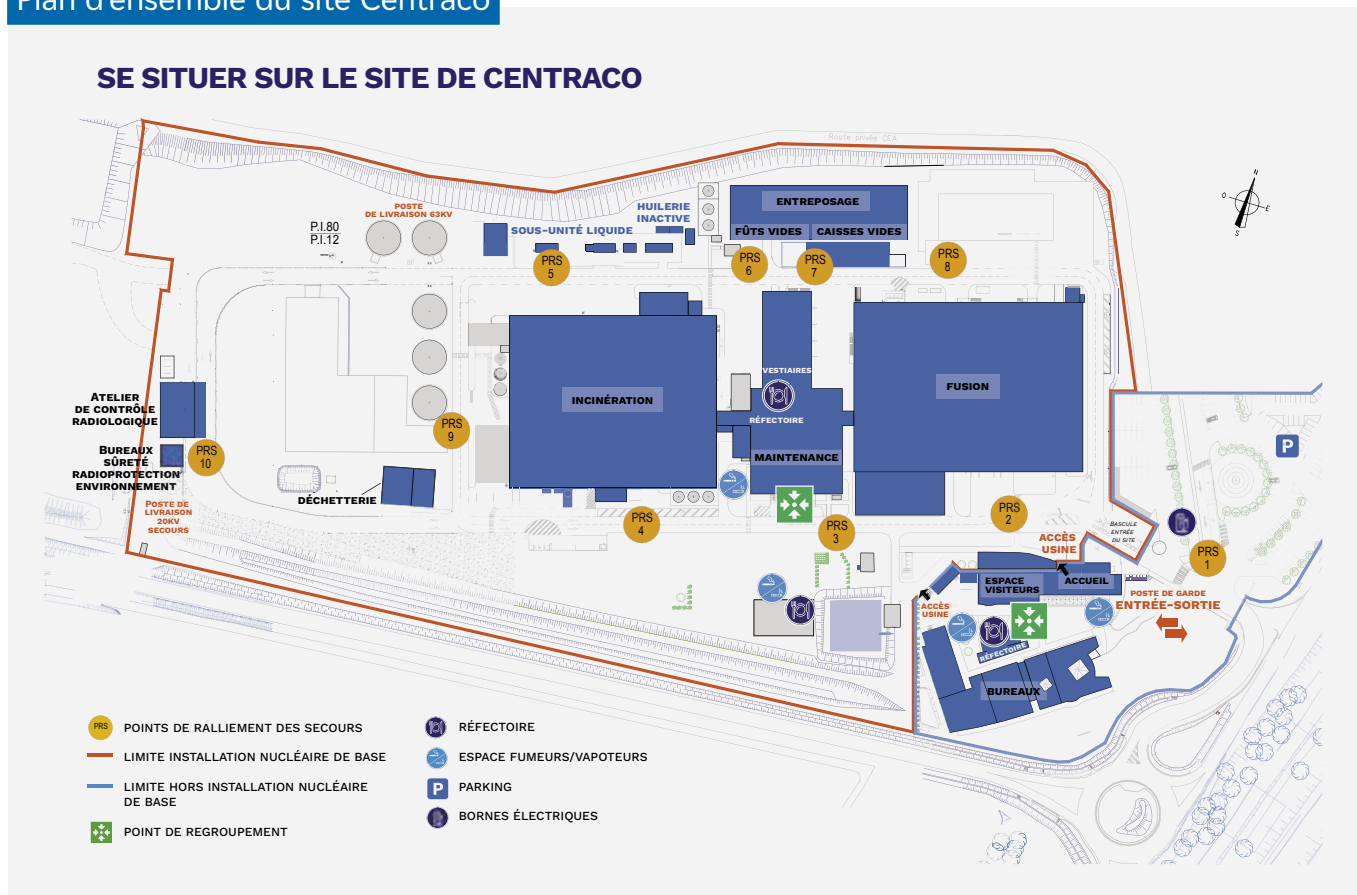 Plan d'ensemble du site Centraco
SE SITUER SUR LE SITE DE CENTRACO
Route privée CEA
N
O
E
S
POSTE
DE LIVRAISON 63KV
P.I.80
P.I.12
HUILERIE
INACTIVE
SOUS-UNITÉ LIQUIDE
ENTREPOSAGE
FÛTS VIDES
CAISSES VIDES
PRS
5
PRS
6
PRS
7
PRS
8
VESTIAIRES
RÉFECTOIRE
INCINÉRATION
FUSION
MAINTENANCE
ATELIER
DE CONTRÔLE
RADIOLOGIQUE
BUREAUX
SÛRETÉ
RADIOPROTECTION
ENVIRONNEMENT
PRS
10
PRS
9
POSTE DE
LIVRAISON
20KV
SECOURS
DÉCHETTERIE
P
PRS
4
PRS
3
PRS
2
PRS
1
BASCULE
ENTRÉE
DU SITE
ACCÈS
USINE
ESPACE
VISITEURS
ACCUEIL
POSTE DE GARDE
ENTRÉE-SORTIE
ACCÈS
USINE
RÉFECTOIRE
BUREAUX
PRS
POINTS DE RALLIEMENT DES SECOURS
LIMITE INSTALLATION NUCLÉAIRE DE BASE
LIMITE HORS INSTALLATION NUCLÉAIRE
DE BASE
POINT DE REGROUPEMENT
RÉFECTOIRE
ESPACE FUMEURS/VAPOTEURS
P
PARKING
BORNES ÉLECTRIQUES